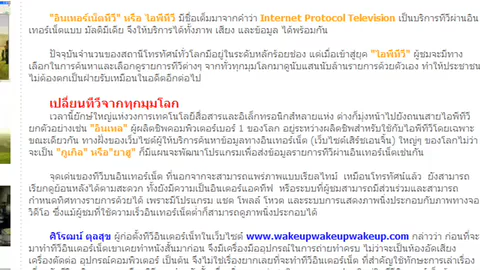 "อินเทอร์เน็ตทีวี" หรือ ไอพีทีวี มีชื่อเต็มมาจากคำว่า Internet Protocol Television เป็นบริการทีวีผ่านอิน
เทอร์เน็ตแบบ มัลติมีเดีย จึงให้บริการได้ทั้งภาพ เสียง และข้อมูล ได้พร้อมกัน
ปัจจุบันจำนวนของสถานีโทรทัศน์ทั่วโลกมีอยู่ในระดับหลักร้อยช่อง แต่เมื่อเข้าสู่ยุค "ไอพีทีวี" ผู้ชมจะมีทาง
เลือกในการค้นหาและเลือกดูรายการทีวีต่างๆ จากทั่วทุกมุมโลกมาดูนับแสนนับล้านรายการด้วยตัวเอง ทำให้ประชาชน
ไม่ต้องตกเป็นฝ่ายรับเหมือนในอดีตอีกต่อไป
เปลี่ยนทีวีจากทุกมุมโลก
เวลานี้ยักษ์ใหญ่แห่งวงการเทคโนโลยีสื่อสารและอิเล็กทรอนิกส์หลายแห่ง ต่างก็มุ่งหน้าไปยังถนนสายไอพีทีวี
ยกตัวอย่างเช่น "อินเทล" ผู้ผลิตชิพคอมพิวเตอร์เบอร์ 1 ของโลก อยู่ระหว่างผลิตชิพสำหรับใช้กับไอพีทีวีโดยเฉพาะ
ขณะเดียวกัน ทางฝั่งของเว็บไซต์ผู้ให้บริการค้นหาข้อมูลทางอินเทอร์เน็ต (เว็บไซต์เสิร์ชเอนจิ้น) ใหญ่ๆ ของโลกไม่ว่า
จะเป็น "กูเกิล" หรือ"ยาฮู" ก็มีแผนจะพัฒนาโปรแกรมเพื่อส่งข้อมูลรายการทีวีผ่านอินเทอร์เน็ตเช่นกัน
จุดเด่นของทีวีบนอินเทอร์เน็ต ที่นอกจากจะสามารถแพร่ภาพแบบเรียลไทม์ เหมือนโทรทัศน์แล้ว ยังสามารถ
เรียกดูย้อนหลังได้ตามสะดวก ทั้งยังมีความเป็นอินเตอร์แอคทีฟ หรือระบบที่ผู้ชมสามารถมีส่วนร่วมและสามารถ
กำหนดทิศทางรายการด้วยได้ เพราะมีโปรแกรม แชต โพลล์ โหวต และระบบการแสดงภาพนิ่งประกอบกับภาพทางจอ
วิดีโอ ซึ่งแม้ผู้ชมที่ใช้ความเร็วอินเทอร์เน็ตต่ำก็สามารถดูภาพนิ่งประกอบได้
ศิโรฒน์ ตุลสุข ผู้ก่อตั้งทีวีอินเตอร์เน็ตในเว็บไซต์ www.wakeupwakeupwakeup.com กล่าวว่า ก่อนที่จะ
มาทำทีวีอินเตอร์เน็ตเขาเคยทำหนังสั้นมาก่อน จึงมีเครื่องมืออุปกรณ์ในการถ่ายทำครบ ไม่ว่าจะเป็นห้องอัดเสียง
เครื่องตัดต่อ อุปกรณ์คอมพิวเตอร์ เป็นต้น จึงไม่ใช่เรื่องยากเลยที่จะทำทีวีอินเตอร์เน็ต ที่สำคัญใช้ทักษะการเล่าเรื่อง